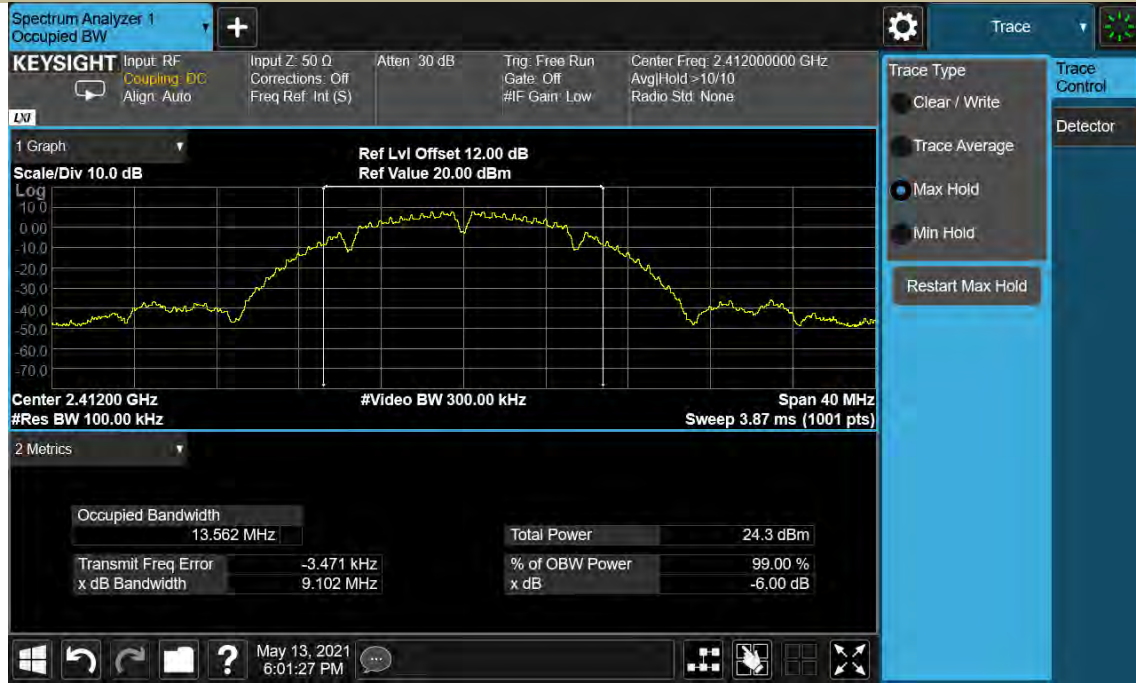 Spectrum Analyzer 1
Occupied BW
Trace
KEYSIGHT
Input: RF
Coupling: DC
Align: Auto
Input Z: 50 Ω
Corrections: Off
Freq Ref: Int (S)
Atten: 30 dB
Trig: Free Run
Gate: Off
#IF Gain: Low
Center Freq: 2.412000000 GHz
Avg|Hold >10/10
Radio Std: None
LXI
1 Graph
Scale/Div 10.0 dB
Ref Lvl Offset 12.00 dB
Ref Value 20.00 dBm
Log
10.0
0.00
-10.0
-20.0
-30.0
-40.0
-50.0
-60.0
-70.0
Center 2.41200 GHz
#Res BW 100.00 kHz
#Video BW 300.00 kHz
Span 40 MHz
Sweep 3.87 ms (1001 pts)
2 Metrics
Occupied Bandwidth
13.562 MHz
Transmit Freq Error -3.471 kHz
x dB Bandwidth 9.102 MHz
Total Power 24.3 dBm
% of OBW Power 99.00 %
x dB -6.00 dB
Trace Type
Clear / Write
Trace Average
Max Hold
Min Hold
Restart Max Hold
Trace
Control
Detector
May 13, 2021
6:01:27 PM